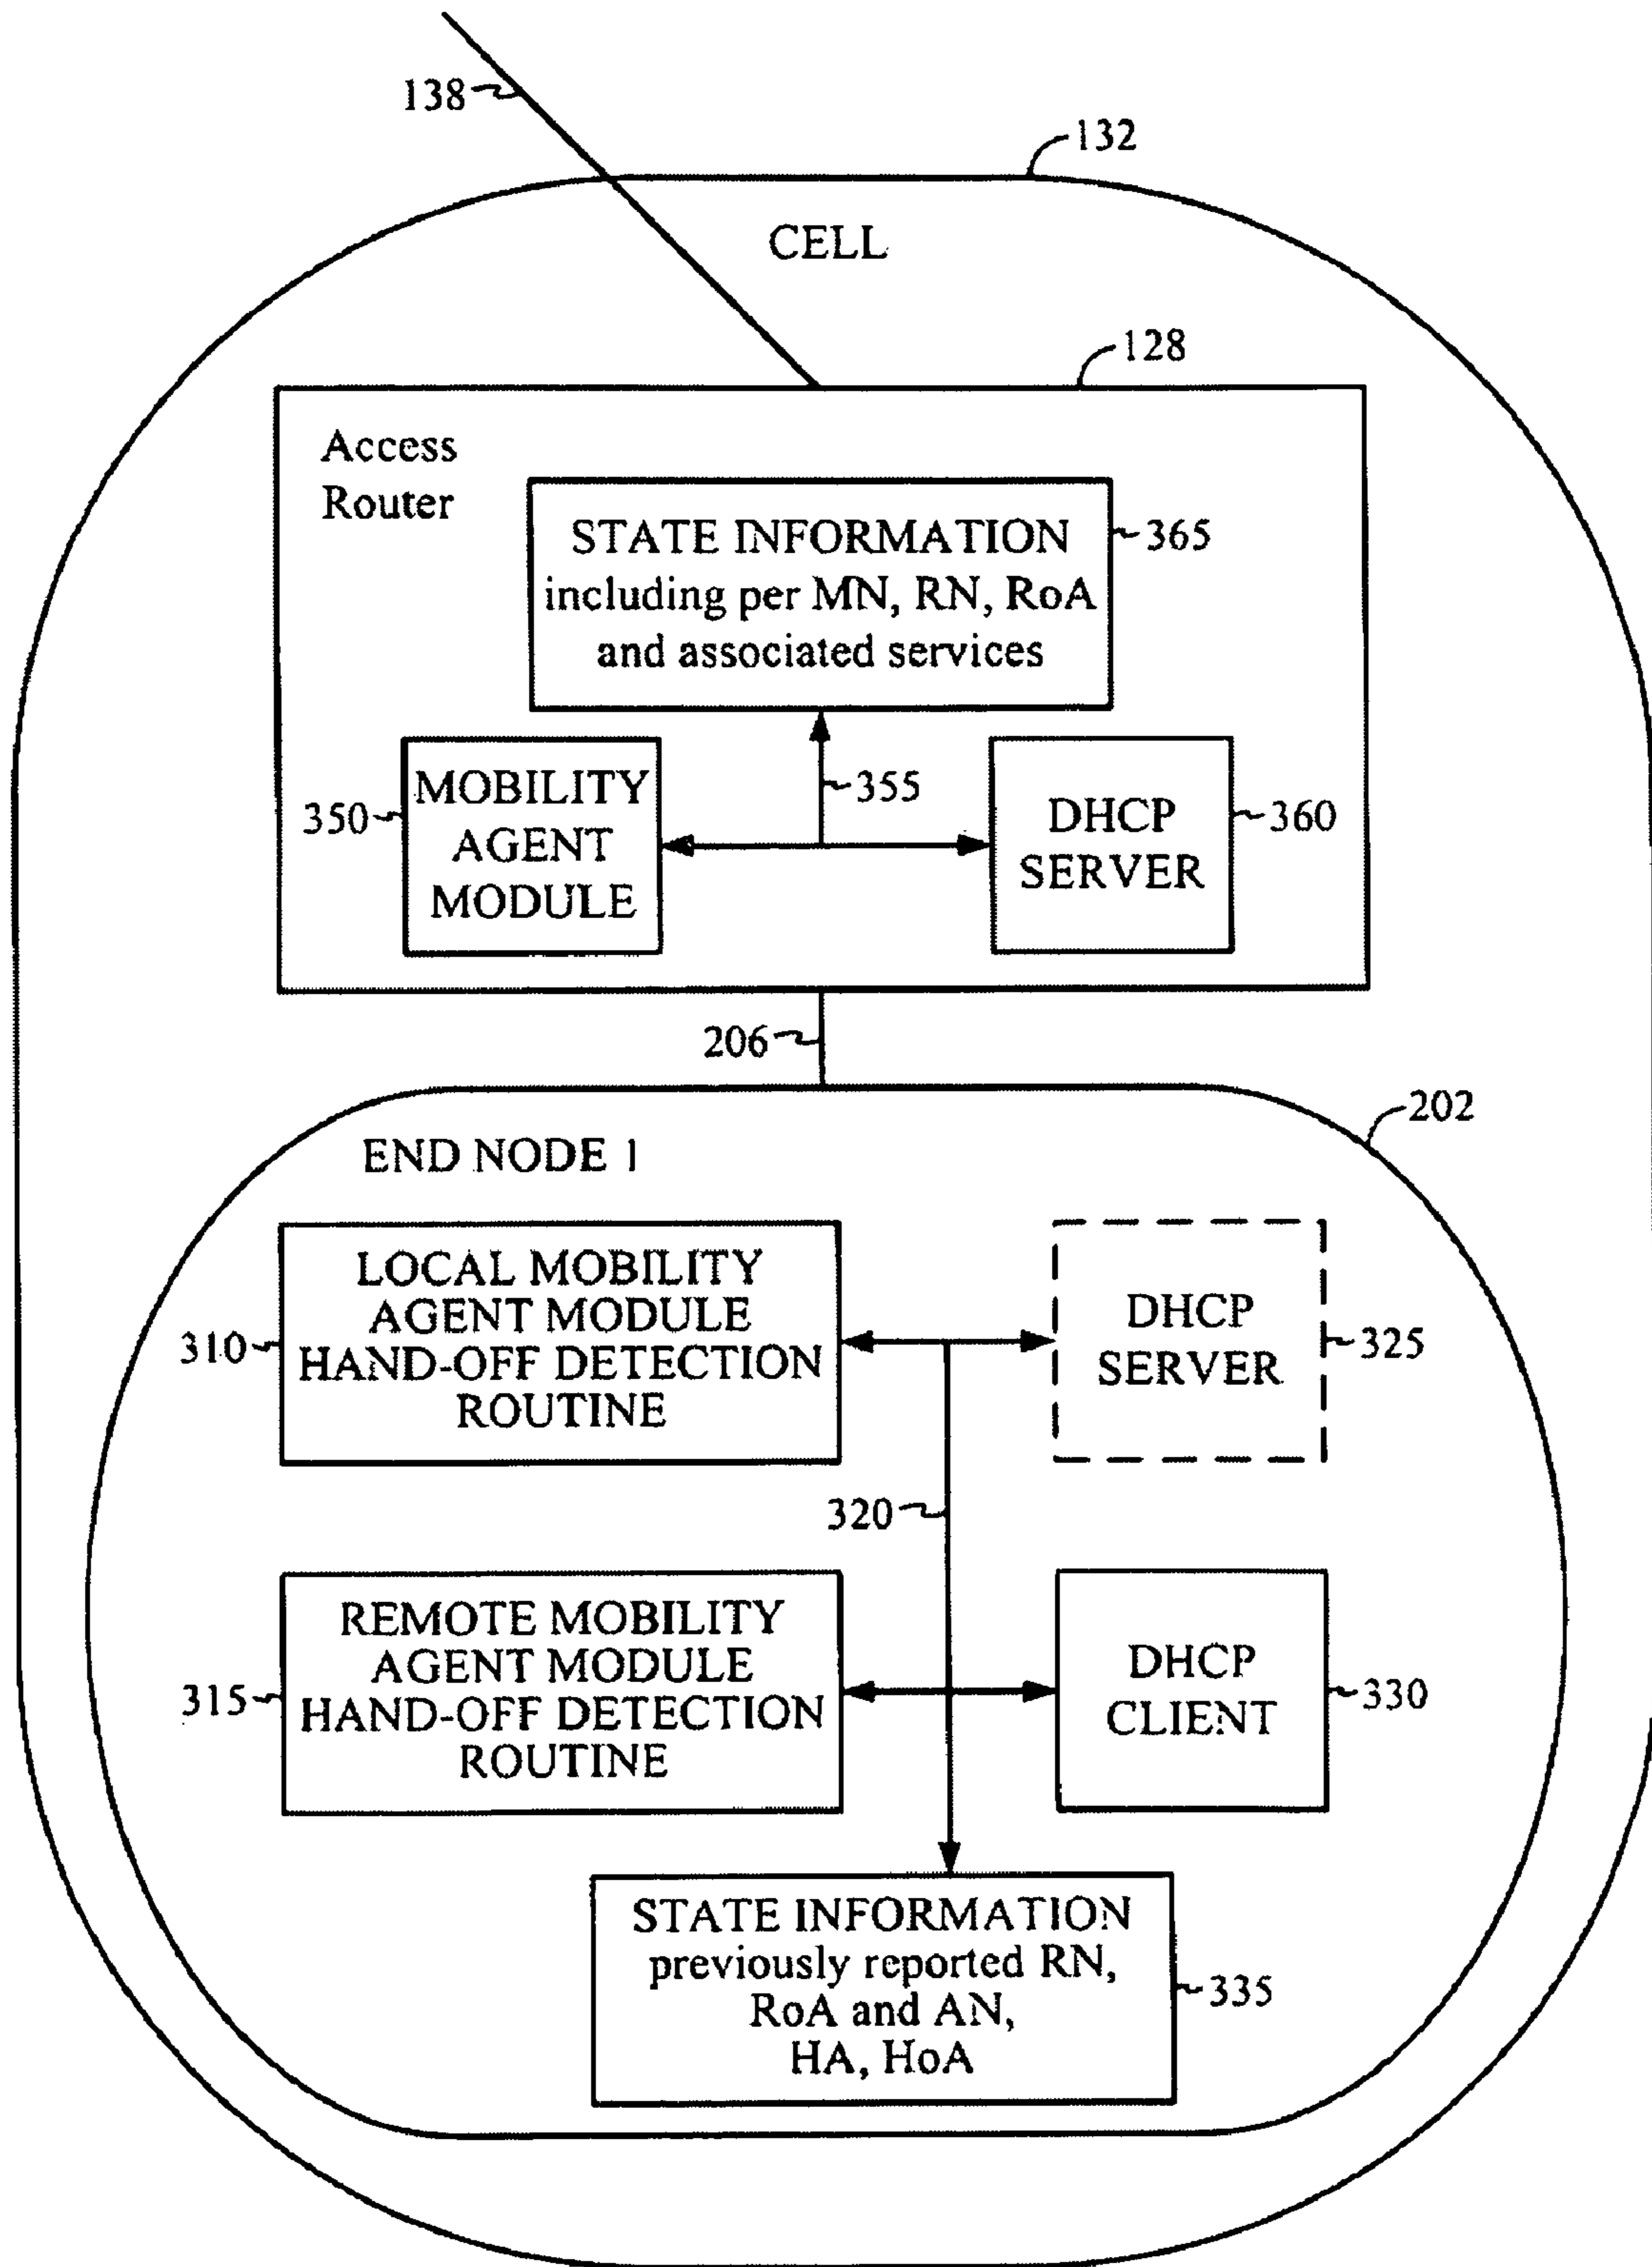 138
132
CELL
128
Access
Router
STATE INFORMATION
including per MN, RN, RoA
and associated services
365
MOBILITY
AGENT
MODULE
350
355
DHCP
SERVER
360
206
202
END NODE 1
LOCAL MOBILITY
AGENT MODULE
HAND-OFF DETECTION
ROUTINE
310
DHCP
SERVER
325
320
REMOTE MOBILITY
AGENT MODULE
HAND-OFF DETECTION
ROUTINE
315
DHCP
CLIENT
330
STATE INFORMATION
previously reported RN,
RoA and AN,
HA, HoA
335